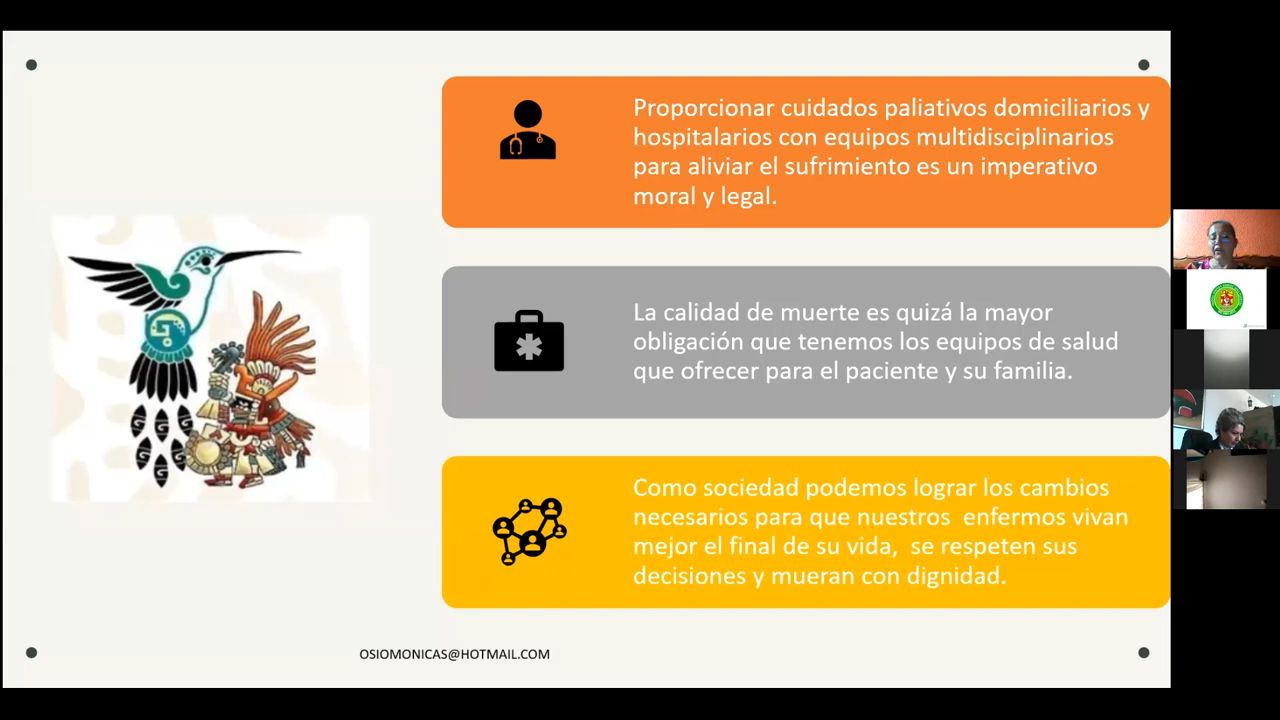 Proporcionar cuidados paliativos domiciliarios y
hospitalarios con equipos multidisciplinarios
para aliviar el sufrimiento es un imperativo
moral y legal.
La calidad de muerte es quizá la mayor
obligación que tenemos los equipos de salud
que ofrecer para el paciente y su familia.
Como sociedad podemos lograr los cambios
necesarios para que nuestros  enfermos vivan
mejor el final de su vida,  se respeten sus
decisiones y mueran con dignidad.
OSIOMONICAS@HOTMAIL.COM